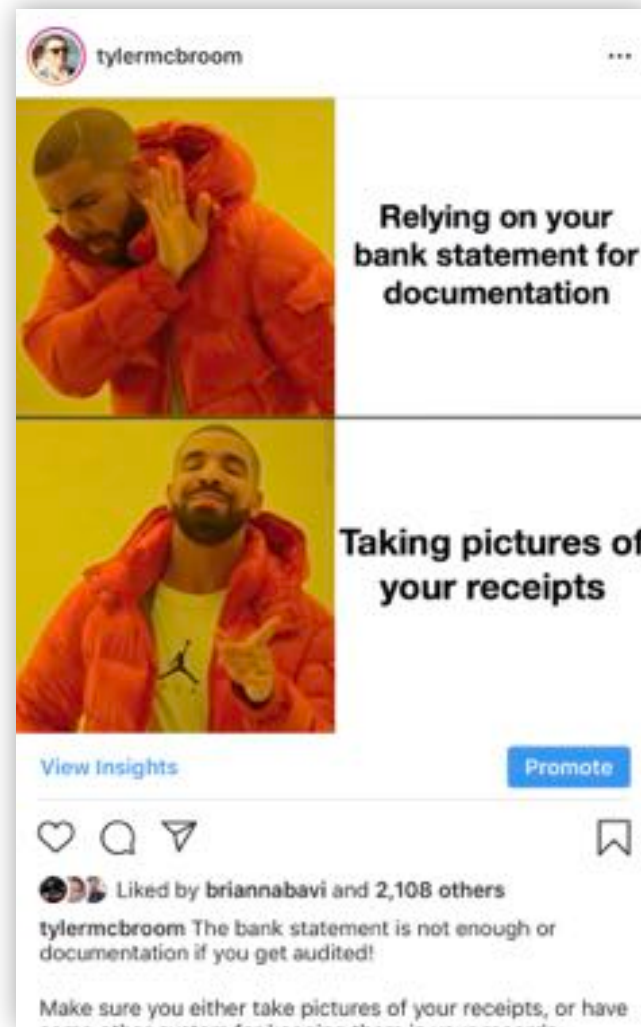 tylermcbroom
Relying on your
bank statement for
documentation
Taking pictures of
your receipts
View Insights
Promote
Liked by briannabavi and 2,108 others
tylermcbroom The bank statement is not enough or
documentation if you get audited!
Make sure you either take pictures of your receipts, or have